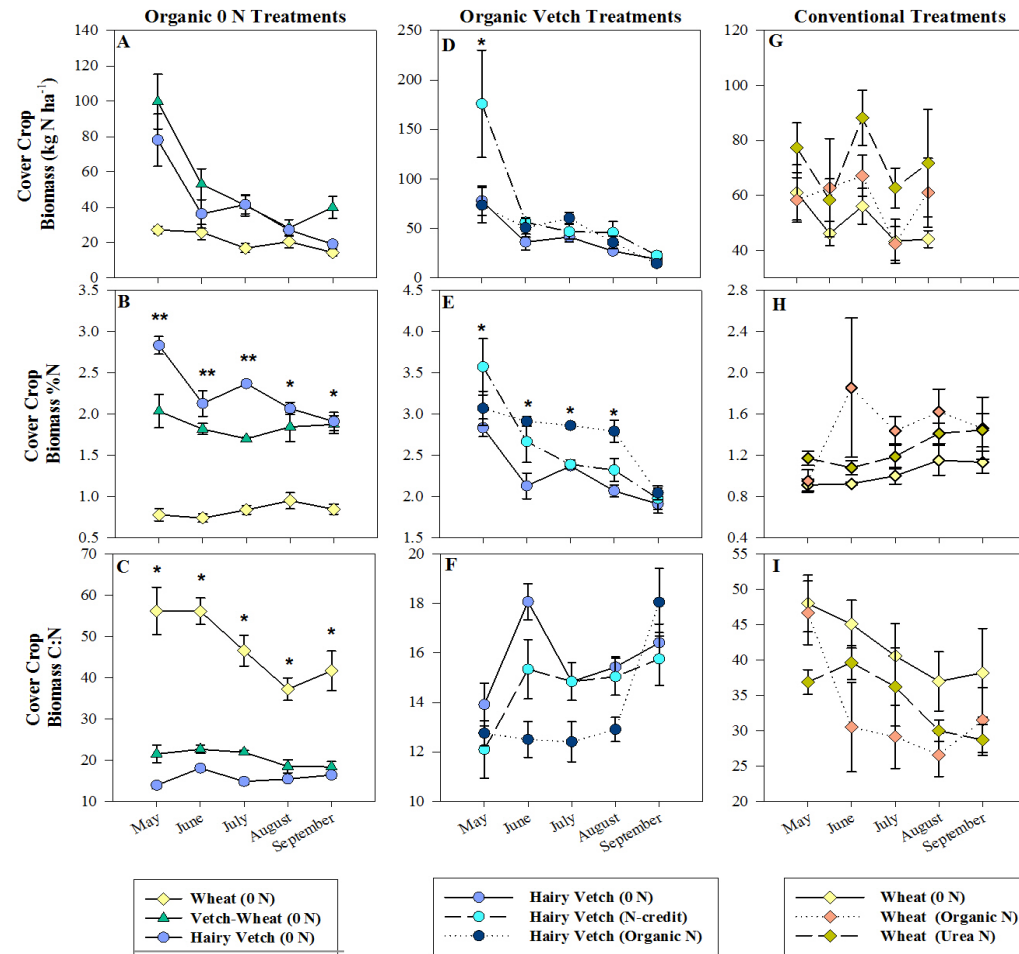 Organic 0 N Treatments
Organic Vetch Treatments
Conventional Treatments
Cover Crop
Biomass (kg N ha⁻¹)
A
140
120
100
80
60
40
20
0
D
*
250
200
150
100
50
0
G
120
100
80
60
40
Cover Crop
Biomass %N
B
3.5
3.0
2.5
2.0
1.5
1.0
0.5
** ** ** * *
E
4.5
4.0
3.5
3.0
2.5
2.0
1.5
* * * *
H
2.8
2.4
2.0
1.6
1.2
0.8
0.4
Cover Crop
Biomass C:N
C
70
60
50
40
30
20
10
* * * * *
F
20
18
16
14
12
10
I
55
50
45
40
35
30
25
20
May June July August September
May June July August September
May June July August September
Wheat (0 N)
Vetch-Wheat (0 N)
Hairy Vetch (0 N)
Hairy Vetch (0 N)
Hairy Vetch (N-credit)
Hairy Vetch (Organic N)
Wheat (0 N)
Wheat (Organic N)
Wheat (Urea N)